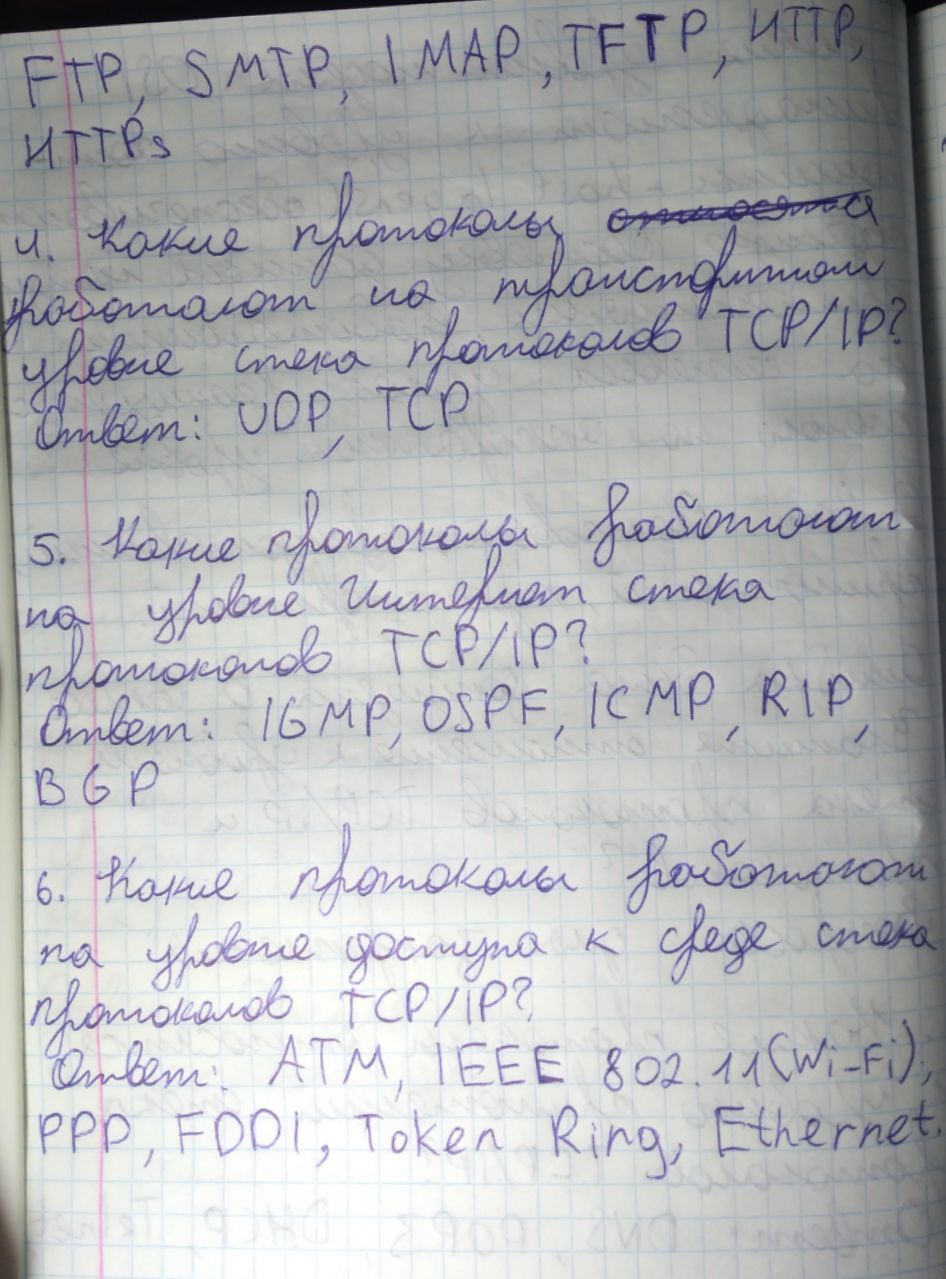 FTP, SMTP, IMAP, TFTP, HTTP,
HTTPs
4. Какие протоколы относятся
работают на транспортном
уровне стека протоколов TCP/IP?
Ответ: UDP, TCP
5. Какие протоколы работают
на уровне Интернет стека
протоколов TCP/IP?
Ответ: IGMP, OSPF, ICMP, RIP,
BGP
6. Какие протоколы работают
на уровне доступа к среде стека
протоколов TCP/IP?
Ответ: ATM, IEEE 802.11(Wi-Fi),
PPP, FDDI, Token Ring, Ethernet.